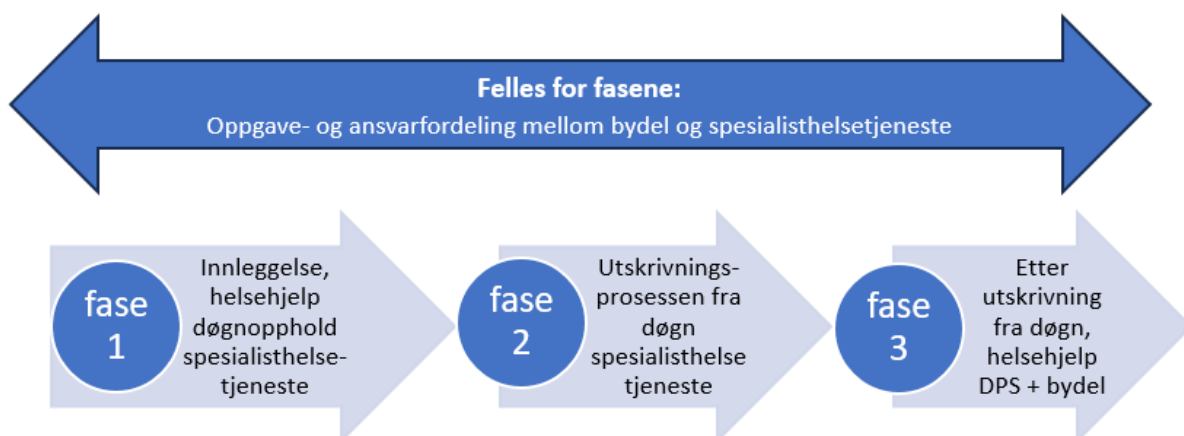 Felles for fasene:
Oppgave- og ansvarfordeling mellom bydel og spesialisthelsetjeneste
fase
1
Innleggelse,
helsehjelp
døgnopphold
spesialisthelse-
tjeneste
fase
2
Utskrivnings-
prosessen fra
døgn
spesialisthelse
tjeneste
fase
3
Etter
utskrivning
fra døgn,
helsehjelp
DPS + bydel